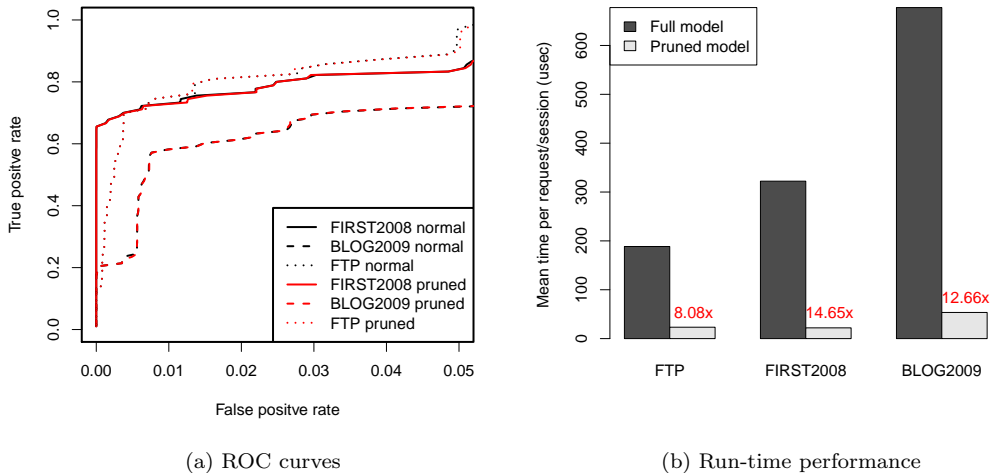 True positve rate
0.0 0.2 0.4 0.6 0.8 1.0
FIRST2008 normal
BLOG2009 normal
FTP normal
FIRST2008 pruned
BLOG2009 pruned
FTP pruned
0.00 0.01 0.02 0.03 0.04 0.05
False positve rate
(a) ROC curves
Mean time per request/session (usec)
0 100 200 300 400 500 600
Full model
Pruned model
8.08x
14.65x
12.66x
FTP FIRST2008 BLOG2009
(b) Run-time performance